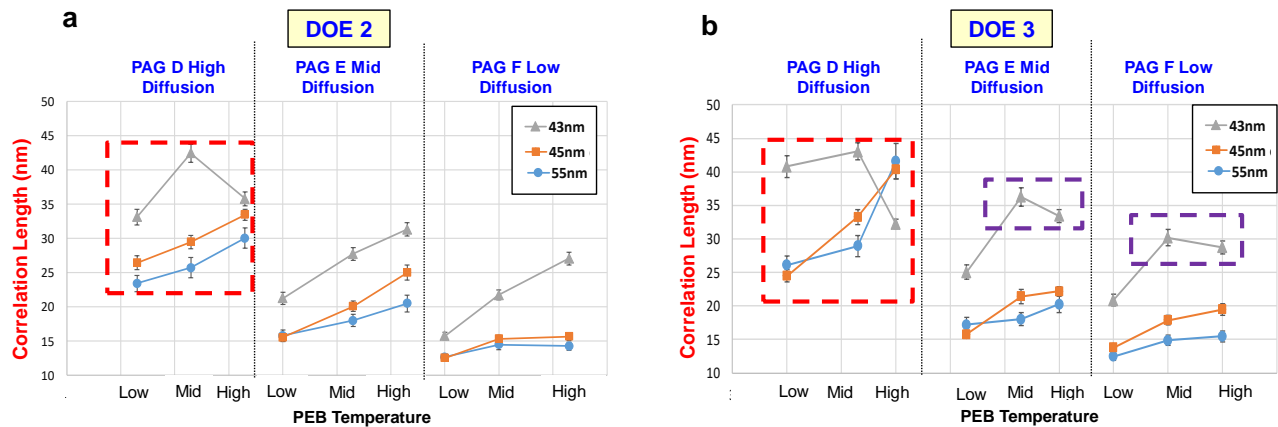 a
DOE 2
PAG D High
Diffusion
PAG E Mid
Diffusion
PAG F Low
Diffusion
Correlation Length (nm)
50
45
40
35
30
25
20
15
10
43nm
45nm
55nm
Low Mid High Low Mid High Low Mid High
PEB Temperature
b
DOE 3
PAG D High
Diffusion
PAG E Mid
Diffusion
PAG F Low
Diffusion
Correlation Length (nm)
50
45
40
35
30
25
20
15
10
43nm
45nm
55nm
Low Mid High Low Mid High Low Mid High
PEB Temperature